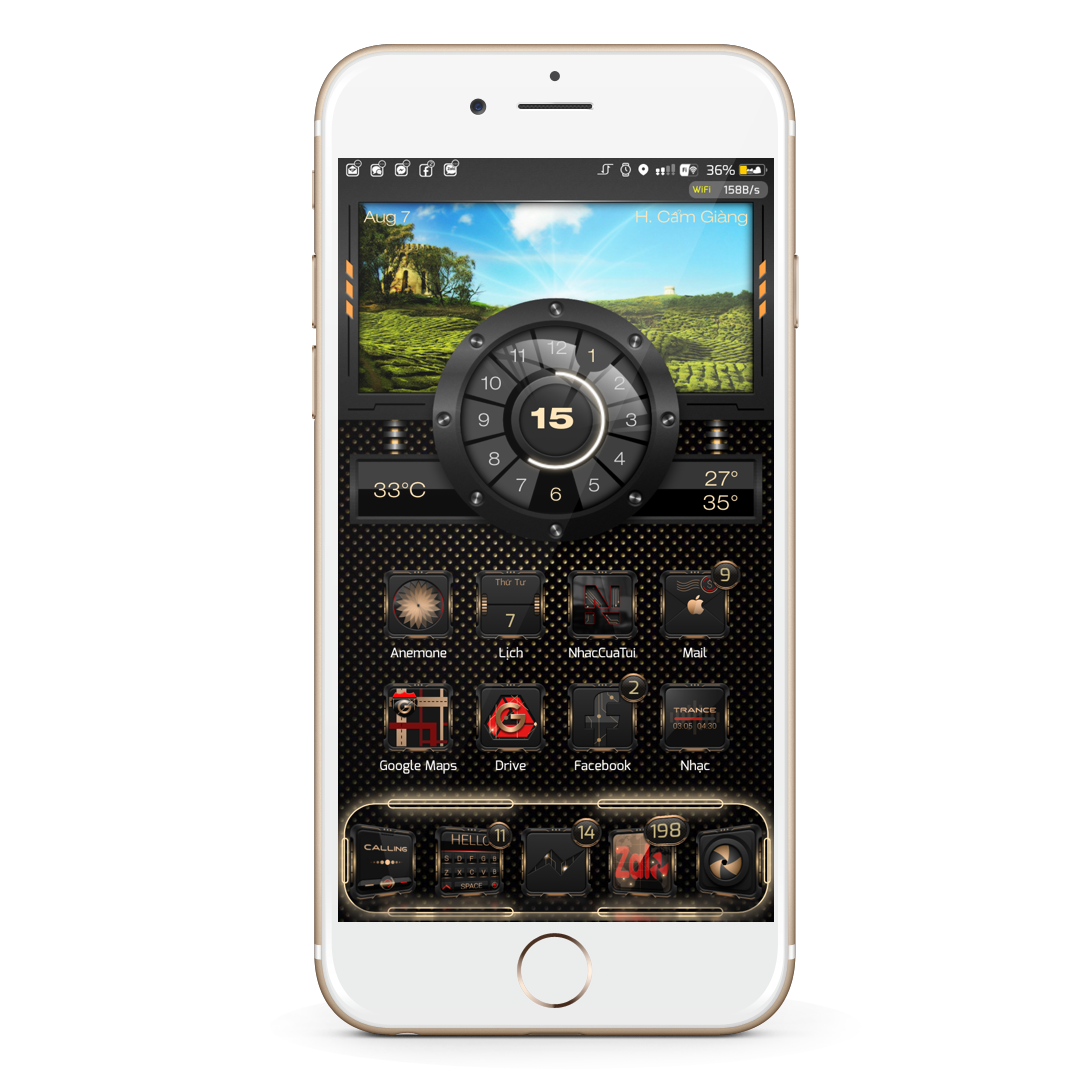 36%
WiFi 158B/s
Aug 7
H. Cẩm Giàng
12
11
1
10
2
9
15
3
8
4
7
5
6
33°C
27°
35°
Thứ Tư
7
N
9
Anemone
Lịch
NhacCuaTui
Mail
G
G
f
2
TRANCE
03:05 04:30
Google Maps
Drive
Facebook
Nhạc
CALLING
HELLO
11
S D F G B
Z X C V B
SPACE
14
Zalo
198